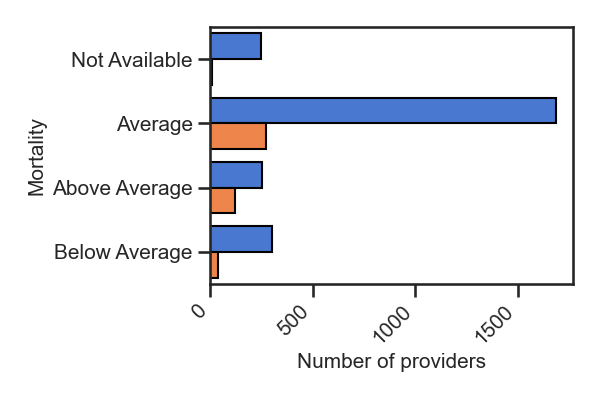 Not Available
Average
Above Average
Below Average
Mortality
0
500
1000
1500
Number of providers